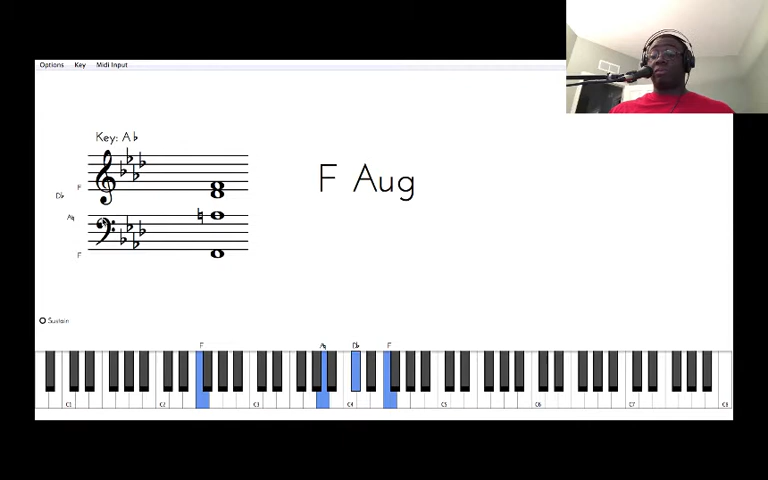 Options Key Midi Input
Key: A♭
F Aug
F
D♭
A♮
F
Sustain
F A♮ D♭ F
C1 C2 C3 C4 C5 C6 C7 C8